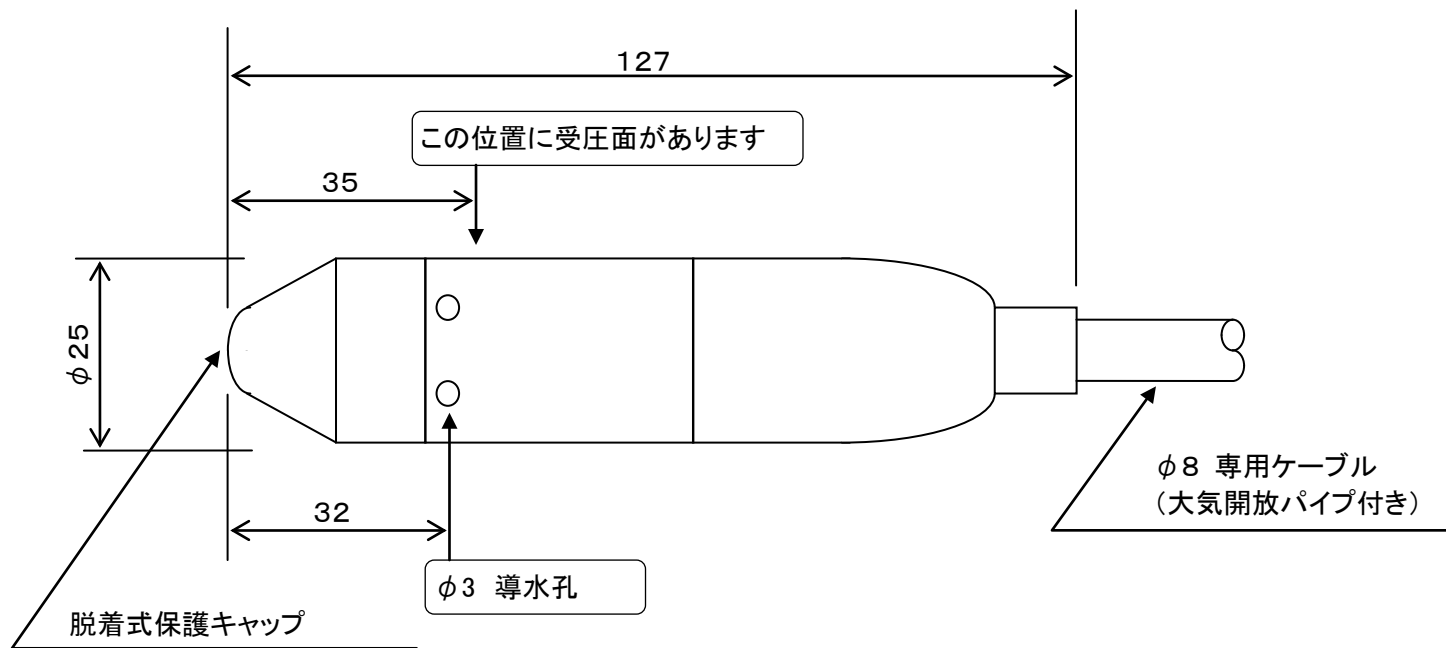 127
この位置に受圧面があります
35
φ25
φ8 専用ケーブル
(大気開放パイプ付き)
32
φ3 導水孔
脱着式保護キャップ